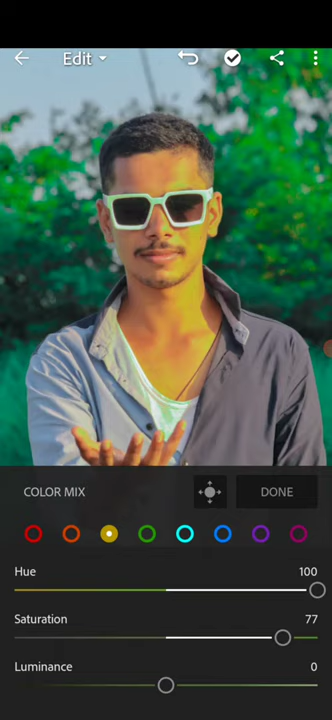 Edit
COLOR MIX
DONE
Hue 100
Saturation 77
Luminance 0